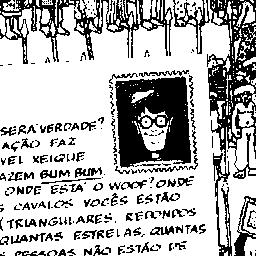 SERÁ VERDADE?
AÇÃO FAZ
VEL XEIQUE
AZEM BUM BUM.
ONDE ESTÁ O WOOF? ONDE
S CAVALOS VOCÊS ESTÃO
(TRIANGULARES, REDONDOS
QUANTAS ESTRELAS, QUANTAS
S PESSOAS NÃO ESTÃO DE